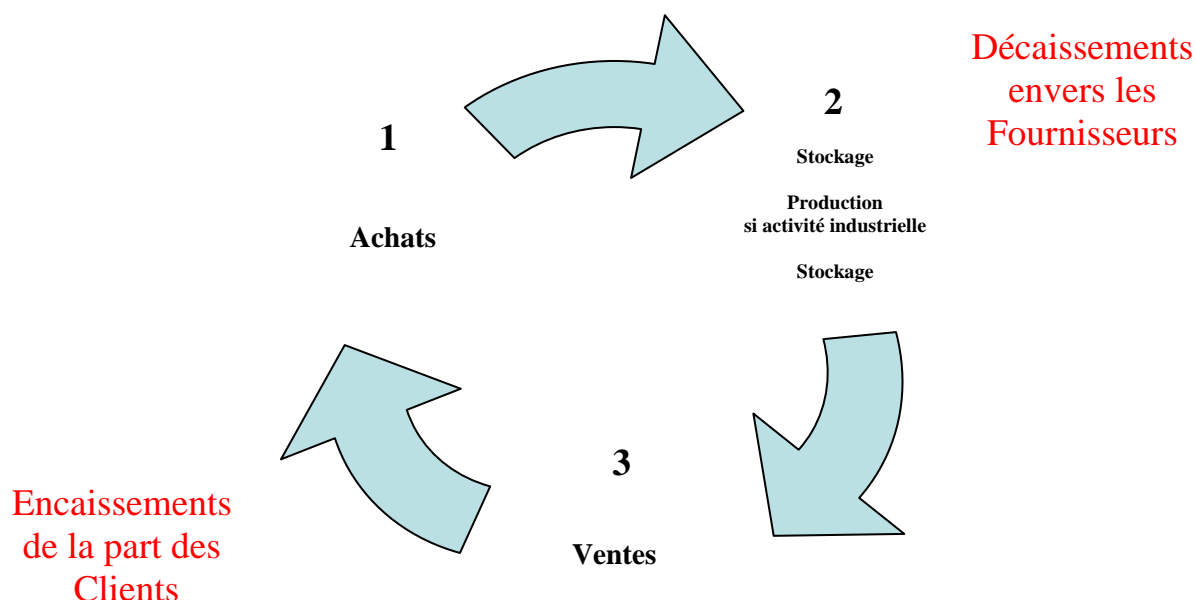 1
Achats
2
Stockage
Production
si activité industrielle
Stockage
Décaissements
envers les
Fournisseurs
3
Ventes
Encaissements
de la part des
Clients